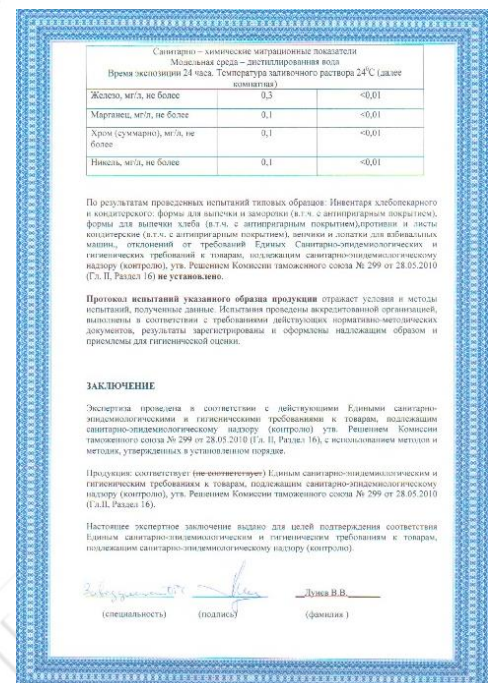 Санитарно – химические миграционные показатели
Модельная среда – дистиллированная вода
Время экспозиции 24 часа. Температура заливочного раствора 24⁰С (далее
комнатная)
Железо, мг/л, не более 0,3 <0,01
Марганец, мг/л, не более 0,1 <0,01
Хром (суммарно), мг/л, не более 0,1 <0,01
Никель, мг/л, не более 0,1 <0,01
По результатам проведенных испытаний типовых образцов: Инвентаря хлебопекарного
и кондитерского: формы для выпечки и заморозки (в.т.ч. с антипригарным покрытием),
формы для выпечки хлеба (в.т.ч. с антипригарным покрытием),противни и листы
кондитерские (в.т.ч. с антипригарным покрытием), венчики и лопатки для взбивальных
машин,, отклонений от требований Единых Санитарно-эпидемиологических и
гигиенических требований к товарам, подлежащим санитарно-эпидемиологическому
надзору (контролю), утв. Решением Комиссии таможенного союза № 299 от 28.05.2010
(Гл. II, Раздел 16) не установлено.
Протокол испытаний указанного образца продукции отражает условия и методы
испытаний, полученные данные. Испытания проведены аккредитованной организацией,
выполнены в соответствии с требованиями действующих нормативно-методических
документов, результаты зарегистрированы и оформлены надлежащим образом и
приемлемы для гигиенической оценки.
ЗАКЛЮЧЕНИЕ
Экспертиза проведена в соответствии с действующими Едиными санитарно-
эпидемиологическими и гигиеническими требованиями к товарам, подлежащим
санитарно-эпидемиологическому надзору (контролю) утв. Решением Комиссии
таможенного союза № 299 от 28.05.2010 (Гл. II, Раздел 16), с использованием методов и
методик, утвержденных в установленном порядке.
Продукция: соответствует (не соответствует) Единым санитарно-эпидемиологическим и
гигиеническим требованиям к товарам, подлежащим санитарно-эпидемиологическому
надзору (контролю), утв. Решением Комиссии таможенного союза № 299 от 28.05.2010
(Гл.II, Раздел 16).
Настоящее экспертное заключение выдано для целей подтверждения соответствия
Единым санитарно-эпидемиологическим и гигиеническим требованиям к товарам,
подлежащим санитарно-эпидемиологическому надзору (контролю).
Лунев В.В.
(специальность) (подпись) (фамилия )